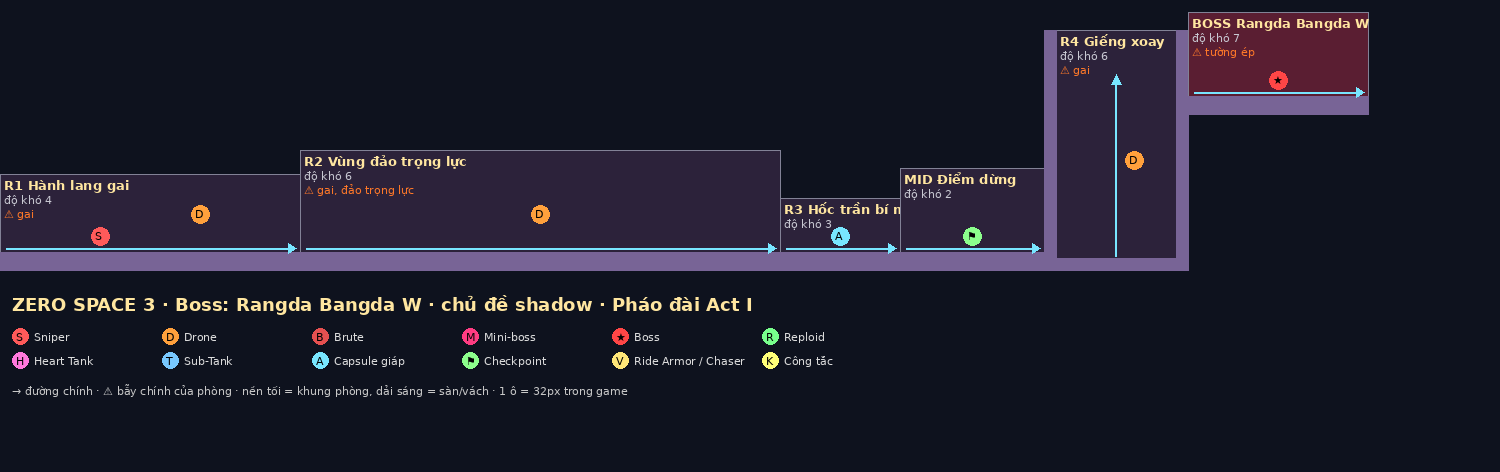 BOSS Rangda Bangda W
độ khó 7
⚠ tường ép
★
R4 Giếng xoay
độ khó 6
⚠ gai
D
R2 Vùng đảo trọng lực
độ khó 6
⚠ gai, đảo trọng lực
D
R1 Hành lang gai
độ khó 4
⚠ gai
D
S
MID Điểm dừng
độ khó 2
⚑
R3 Hốc trần bí
độ khó 3
A
ZERO SPACE 3 · Boss: Rangda Bangda W · chủ đề shadow · Pháo đài Act I
S Sniper D Drone B Brute M Mini-boss ★ Boss R Reploid
H Heart Tank T Sub-Tank A Capsule giáp ⚑ Checkpoint V Ride Armor / Chaser K Công tắc
→ đường chính · ⚠ bẫy chính của phòng · nền tối = khung phòng, dải sáng = sàn/vách · 1 ô = 32px trong game